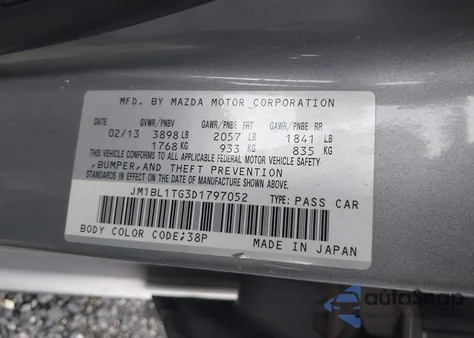 MFD. BY MAZDA MOTOR CORPORATION
DATE GVWR/PNBV GAWR/PNBE FRT GAWR/PNBE RR
02/13 3898 LB 2057 LB 1841 LB
1768 KG 933 KG 835 KG
THIS VEHICLE CONFORMS TO ALL APPLICABLE FEDERAL MOTOR VEHICLE SAFETY,
BUMPER, AND THEFT PREVENTION
STANDARDS IN EFFECT ON THE DATE OF MANUFACTURE SHOWN ABOVE.
JM1BL1TG3D1797052 TYPE: PASS CAR
BODY COLOR CODE;38P MADE IN JAPAN
autoSnap